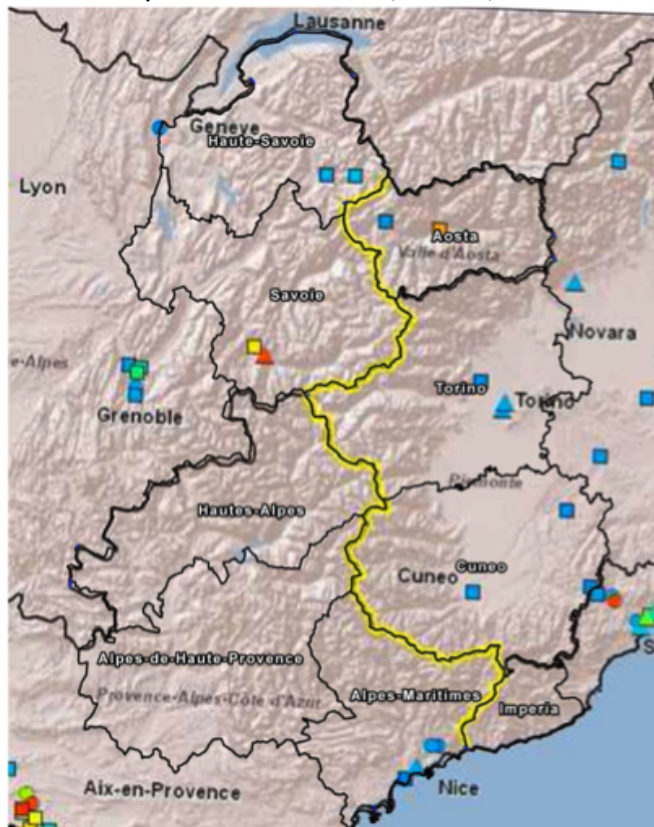 Lausanne
Geneve
Haute-Savoie
Lyon
Aosta
Valle d'Aosta
Savoie
Novara
e-Alpes
Torino
Torino
Grenoble
Piemonte
Hautes-Alpes
Cuneo
Cuneo
S
Alpes-de-Haute-Provence
Provence-Alpes-Côte d'Azur
Alpes-Maritimes
Imperia
Aix-en-Provence
Nice